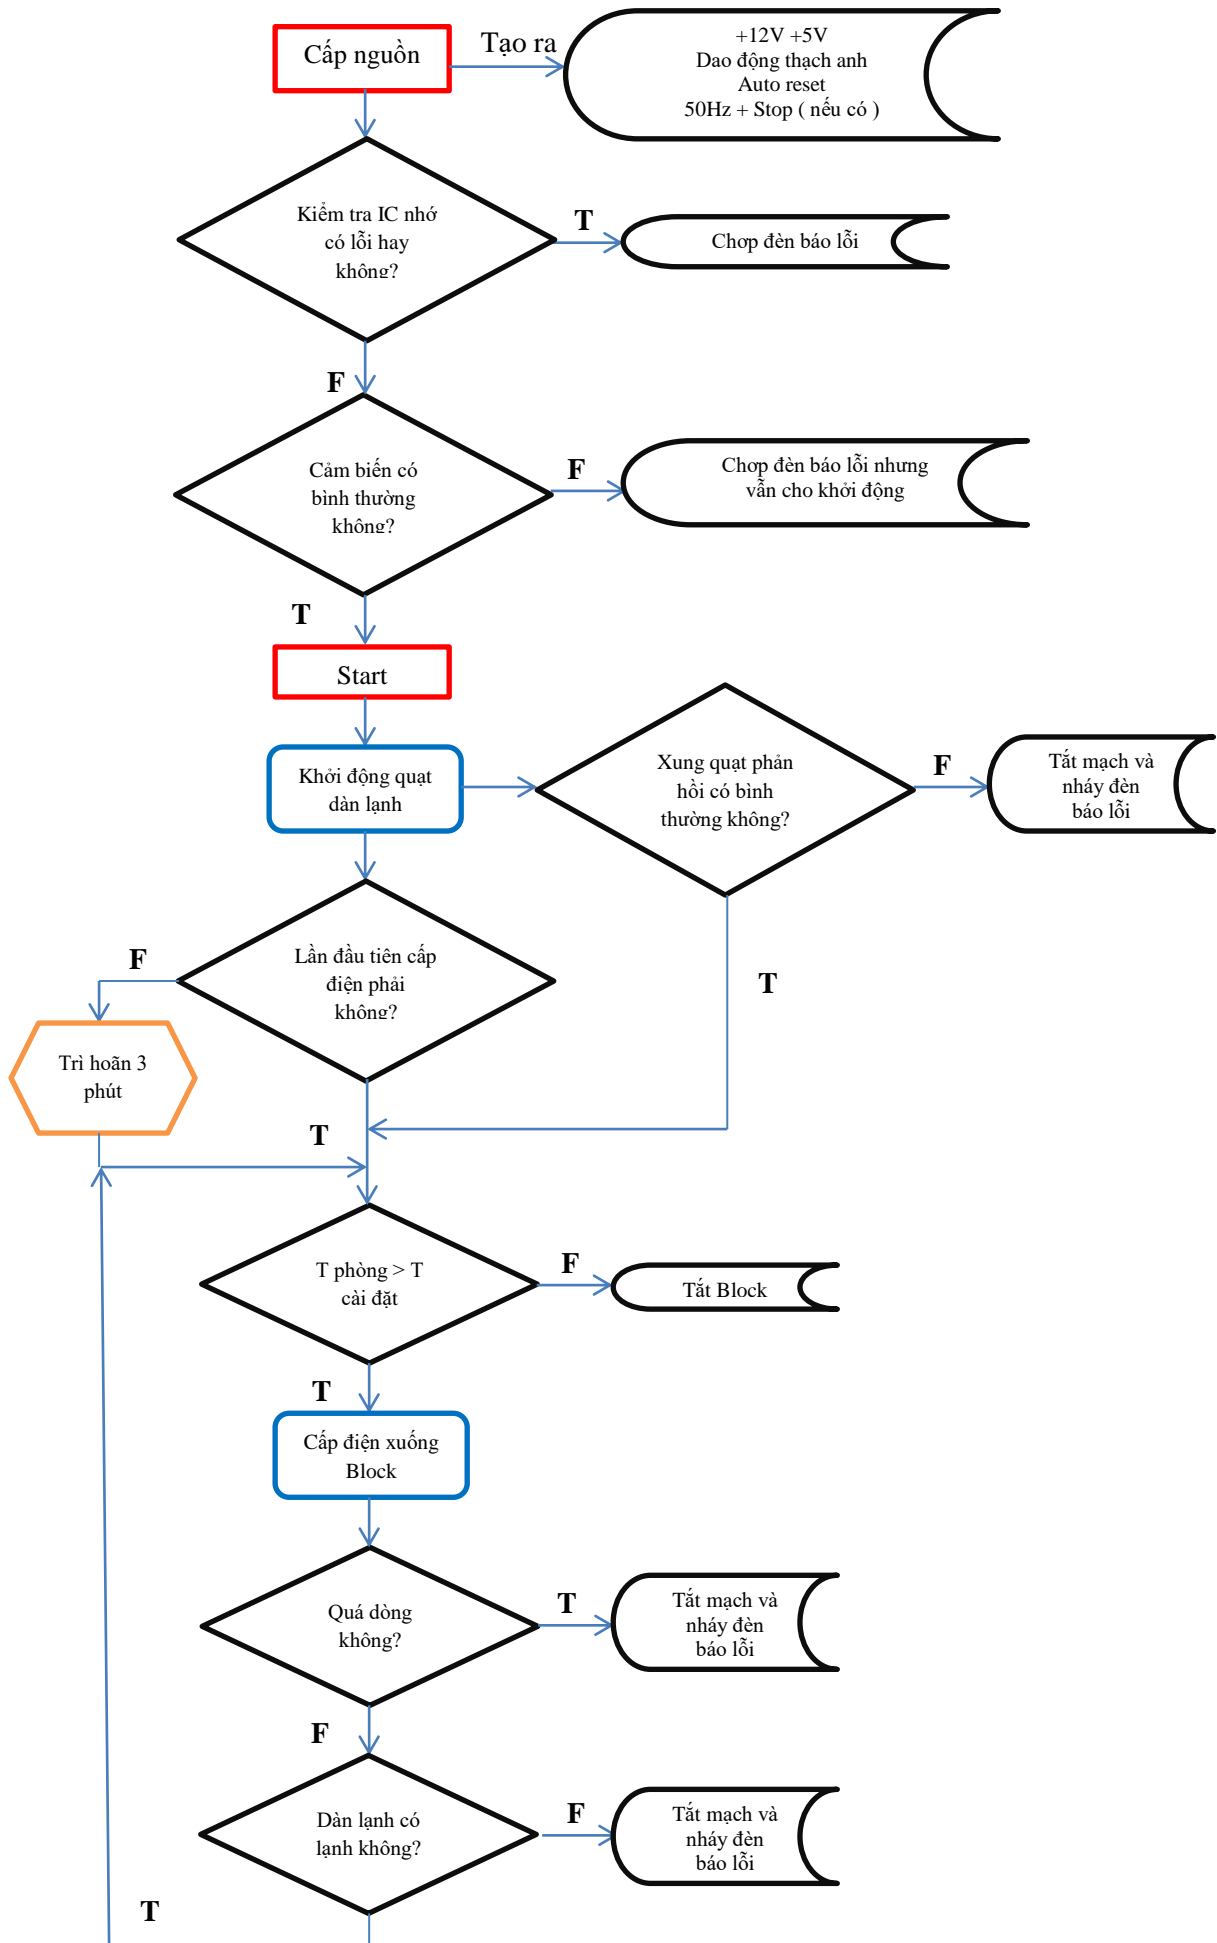 Cấp nguồn
Tạo ra
+12V +5V
Dao động thạch anh
Auto reset
50Hz + Stop ( nếu có )
Kiểm tra IC nhớ
có lỗi hay
không?
T
Chơp đèn báo lỗi
F
Cảm biến có
bình thường
không?
F
Chơp đèn báo lỗi nhưng
vẫn cho khởi động
T
Start
Khởi động quạt
dàn lạnh
Xung quạt phản
hồi có bình
thường không?
F
Tắt mạch và
nháy đèn
báo lỗi
Lần đầu tiên cấp
điện phải
không?
F
T
Trì hoãn 3
phút
T
T phòng > T
cài đặt
F
Tắt Block
T
Cấp điện xuống
Block
Quá dòng
không?
T
Tắt mạch và
nháy đèn
báo lỗi
F
Dàn lạnh có
lạnh không?
F
Tắt mạch và
nháy đèn
báo lỗi
T